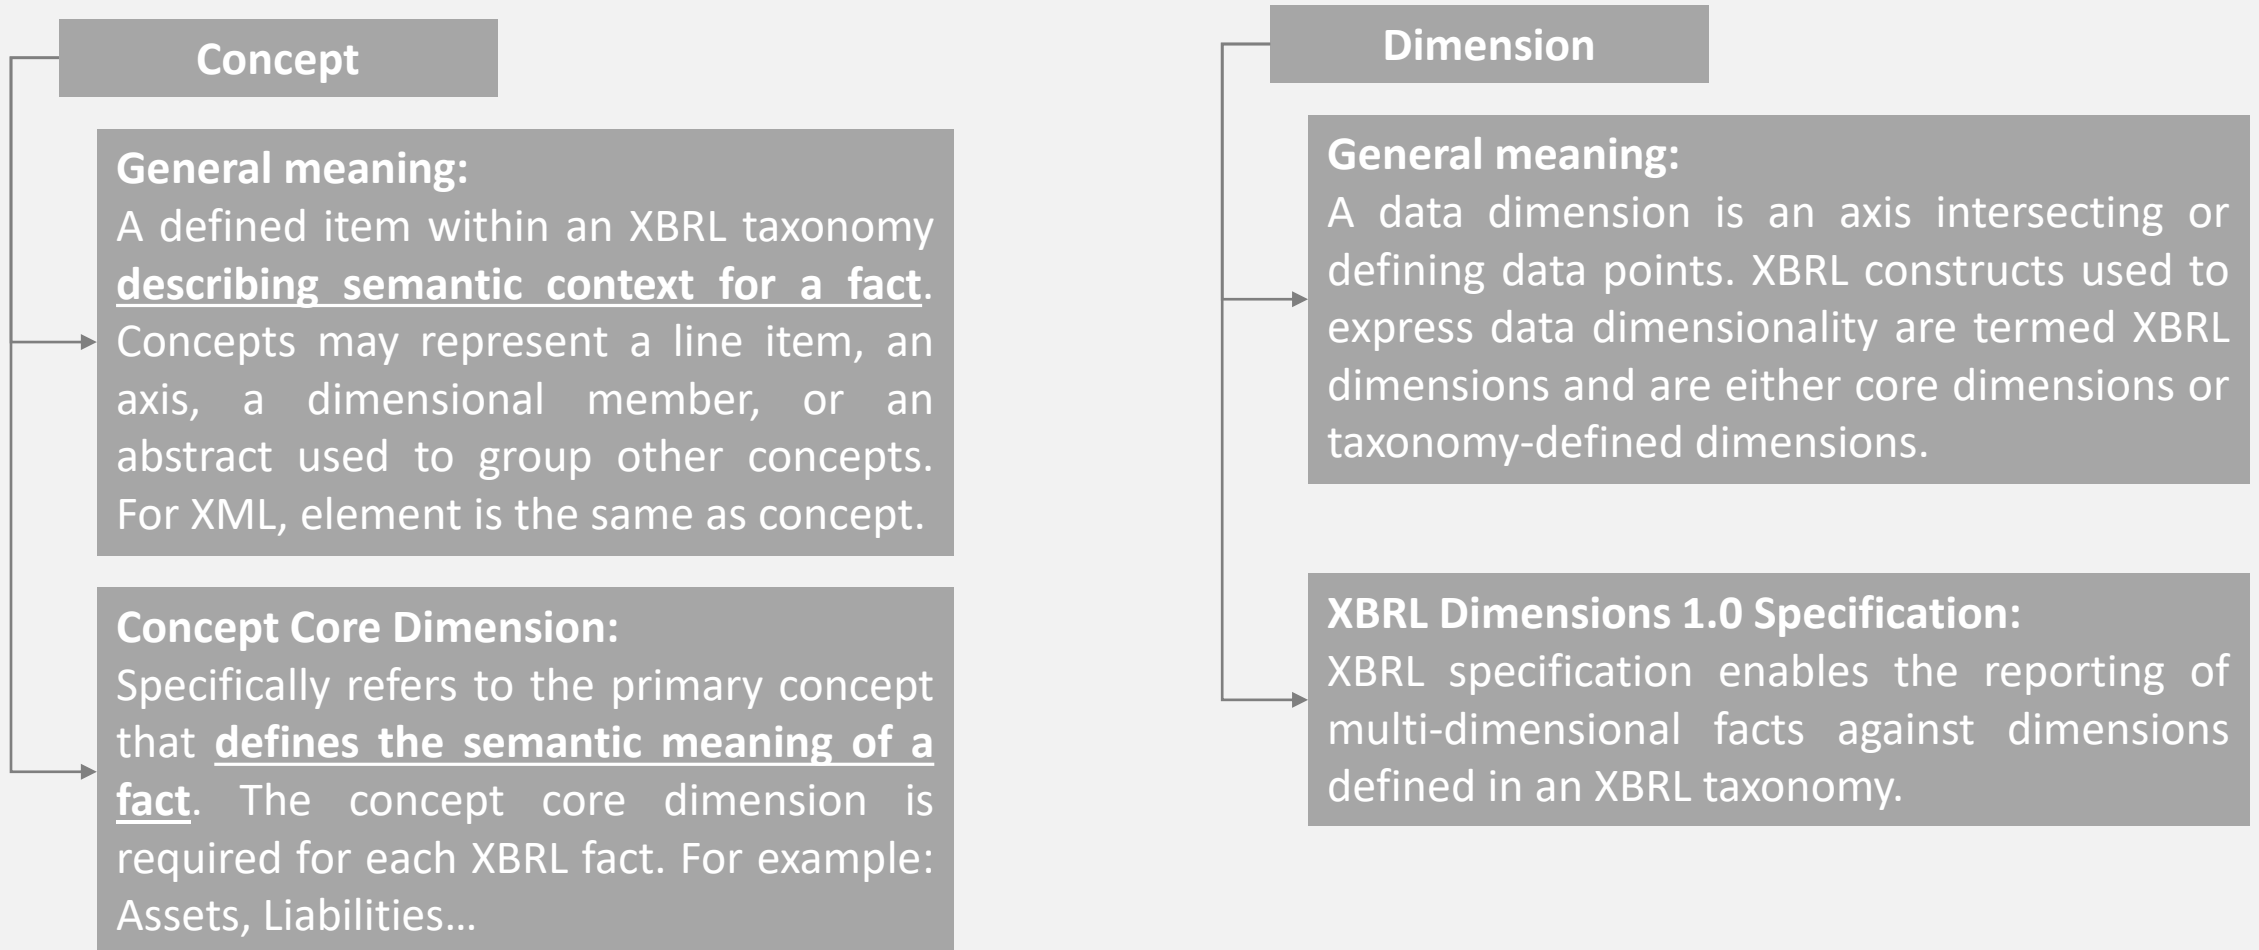 Concept
General meaning:
A defined item within an XBRL taxonomy
describing semantic context for a fact.
Concepts may represent a line item, an
axis, a dimensional member, or an
abstract used to group other concepts.
For XML, element is the same as concept.
Concept Core Dimension:
Specifically refers to the primary concept
that defines the semantic meaning of a
fact. The concept core dimension is
required for each XBRL fact. For example:
Assets, Liabilities…
Dimension
General meaning:
A data dimension is an axis intersecting or
defining data points. XBRL constructs used to
express data dimensionality are termed XBRL
dimensions and are either core dimensions or
taxonomy-defined dimensions.
XBRL Dimensions 1.0 Specification:
XBRL specification enables the reporting of
multi-dimensional facts against dimensions
defined in an XBRL taxonomy.